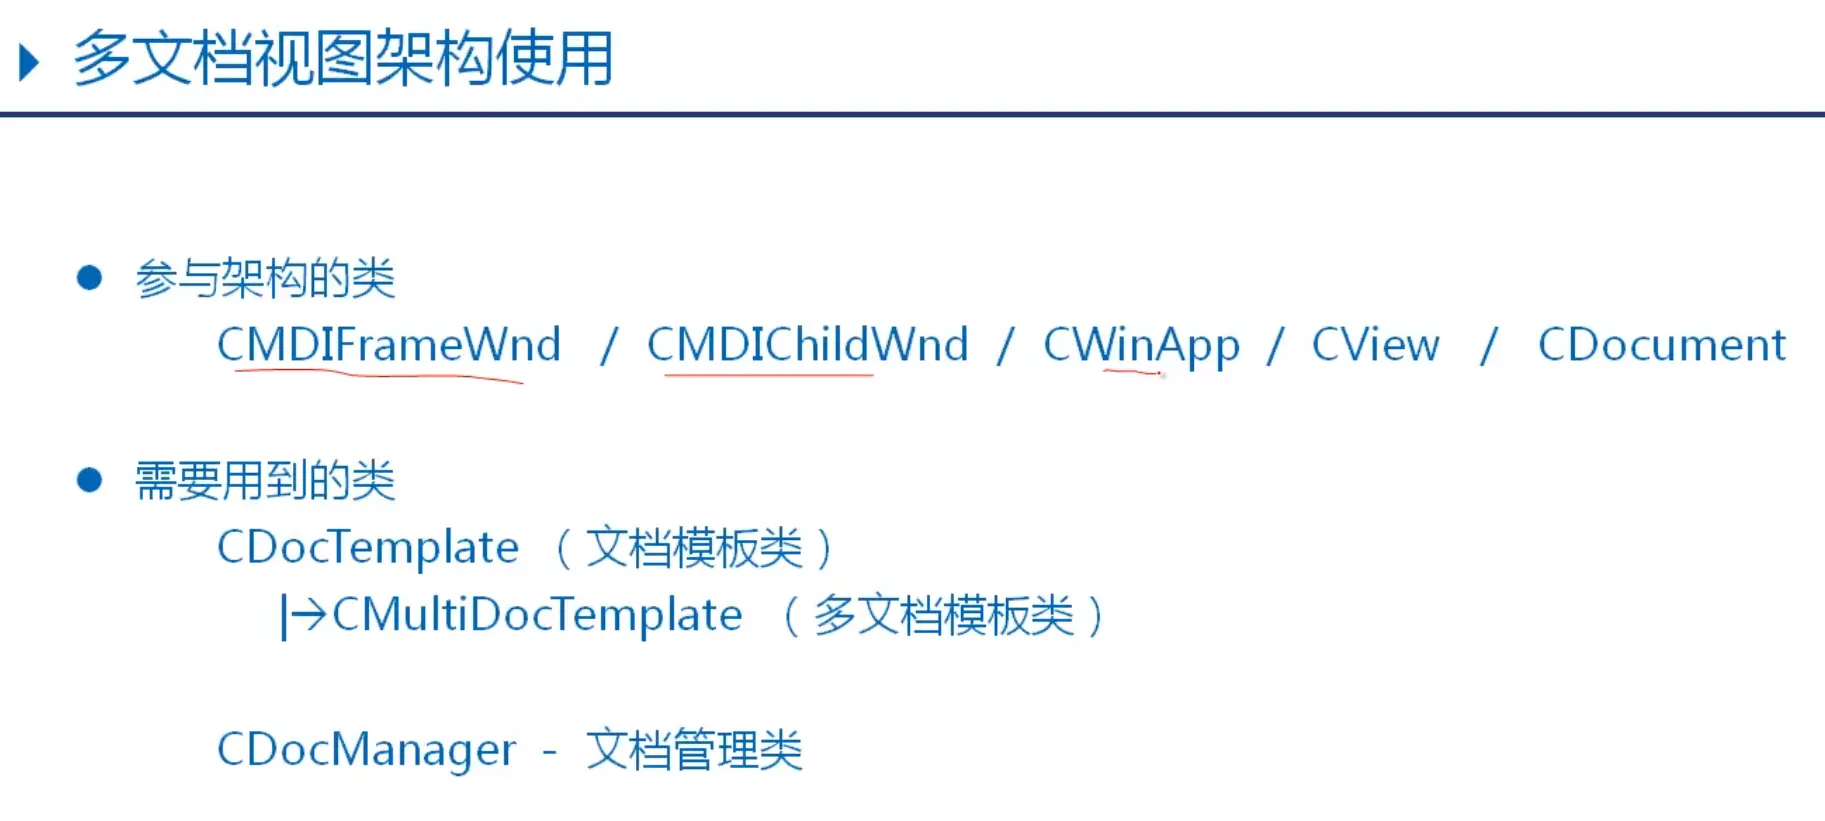 多文档视图架构使用
参与架构的类
CMDIFrameWnd / CMDIChildWnd / CWinApp / CView / CDocument
需要用到的类
CDocTemplate （文档模板类）
|→CMultiDocTemplate （多文档模板类）
CDocManager - 文档管理类